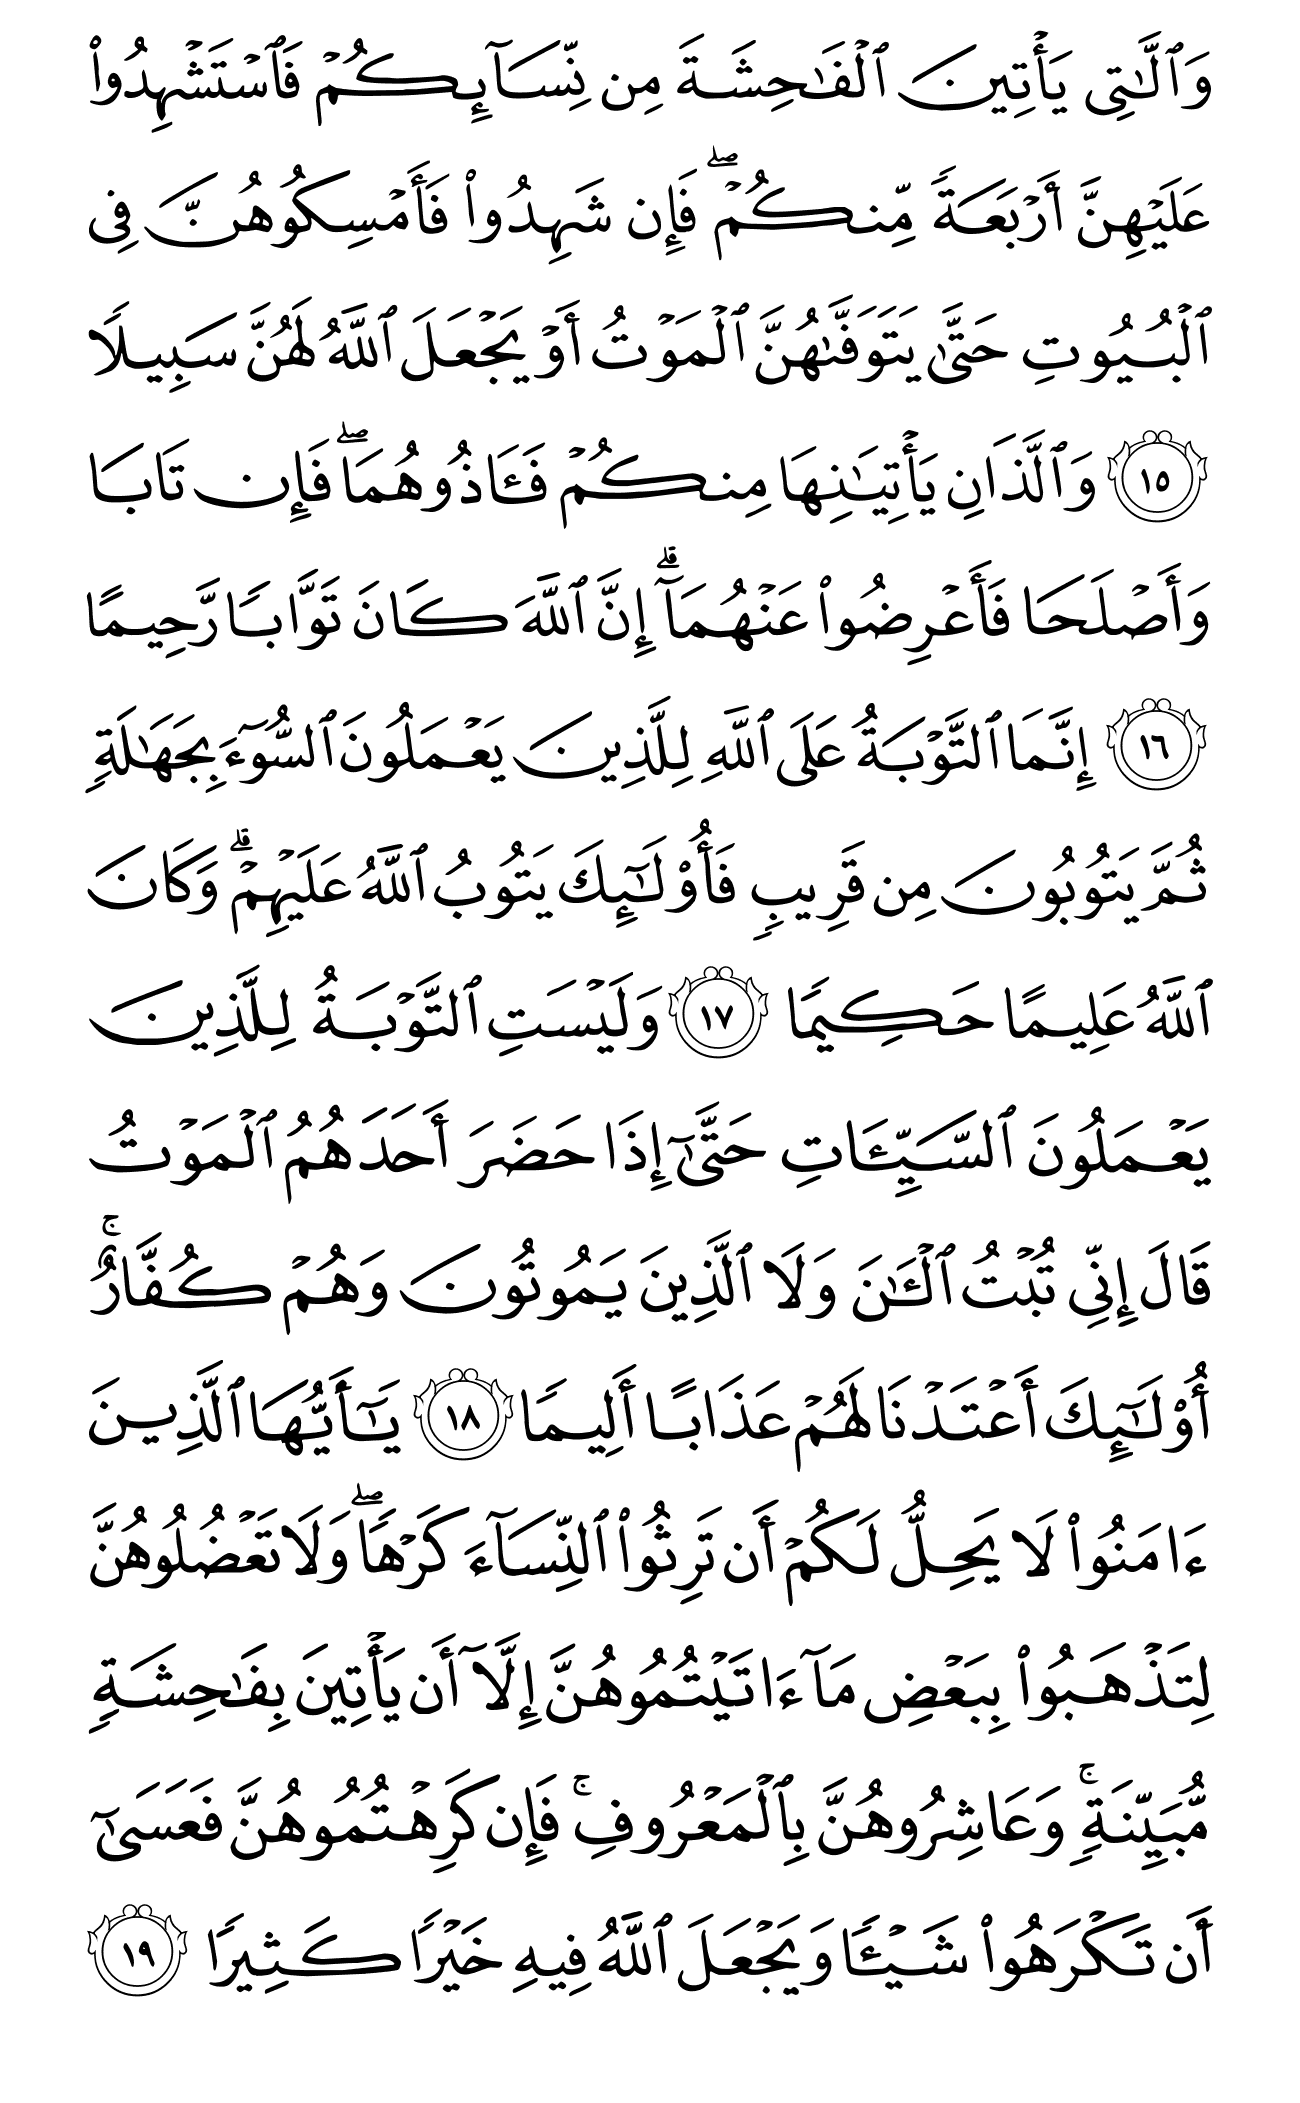 وَٱلَّٰتِى يَأۡتِينَ ٱلۡفَٰحِشَةَ مِن نِّسَآئِكُمۡ فَٱسۡتَشۡهِدُوا۟
عَلَيۡهِنَّ أَرۡبَعَةً مِّنكُمۡۖ فَإِن شَهِدُوا۟ فَأَمۡسِكُوهُنَّ فِى
ٱلۡبُيُوتِ حَتَّىٰ يَتَوَفَّىٰهُنَّ ٱلۡمَوۡتُ أَوۡ يَجۡعَلَ ٱللَّهُ لَهُنَّ سَبِيلًا
١٥ وَٱلَّذَانِ يَأۡتِيَٰنِهَا مِنكُمۡ فَـَٔاذُوهُمَاۖ فَإِن تَابَا
وَأَصۡلَحَا فَأَعۡرِضُوا۟ عَنۡهُمَآۗ إِنَّ ٱللَّهَ كَانَ تَوَّابًا رَّحِيمًا
١٦ إِنَّمَا ٱلتَّوۡبَةُ عَلَى ٱللَّهِ لِلَّذِينَ يَعۡمَلُونَ ٱلسُّوٓءَ بِجَهَٰلَةٍ
ثُمَّ يَتُوبُونَ مِن قَرِيبٍ فَأُو۟لَٰٓئِكَ يَتُوبُ ٱللَّهُ عَلَيۡهِمۡۗ وَكَانَ
ٱللَّهُ عَلِيمًا حَكِيمًا ١٧ وَلَيۡسَتِ ٱلتَّوۡبَةُ لِلَّذِينَ
يَعۡمَلُونَ ٱلسَّيِّـَٔاتِ حَتَّىٰٓ إِذَا حَضَرَ أَحَدَهُمُ ٱلۡمَوۡتُ
قَالَ إِنِّى تُبۡتُ ٱلۡـَٰٔنَ وَلَا ٱلَّذِينَ يَمُوتُونَ وَهُمۡ كُفَّارٌۚ
أُو۟لَٰٓئِكَ أَعۡتَدۡنَا لَهُمۡ عَذَابًا أَلِيمًا ١٨ يَٰٓأَيُّهَا ٱلَّذِينَ
ءَامَنُوا۟ لَا يَحِلُّ لَكُمۡ أَن تَرِثُوا۟ ٱلنِّسَآءَ كَرۡهًاۖ وَلَا تَعۡضُلُوهُنَّ
لِتَذۡهَبُوا۟ بِبَعۡضِ مَآ ءَاتَيۡتُمُوهُنَّ إِلَّآ أَن يَأۡتِينَ بِفَٰحِشَةٍ
مُّبَيِّنَةٍۚ وَعَاشِرُوهُنَّ بِٱلۡمَعۡرُوفِۚ فَإِن كَرِهۡتُمُوهُنَّ فَعَسَىٰٓ
أَن تَكۡرَهُوا۟ شَيۡـًٔا وَيَجۡعَلَ ٱللَّهُ فِيهِ خَيۡرًا كَثِيرًا ١٩